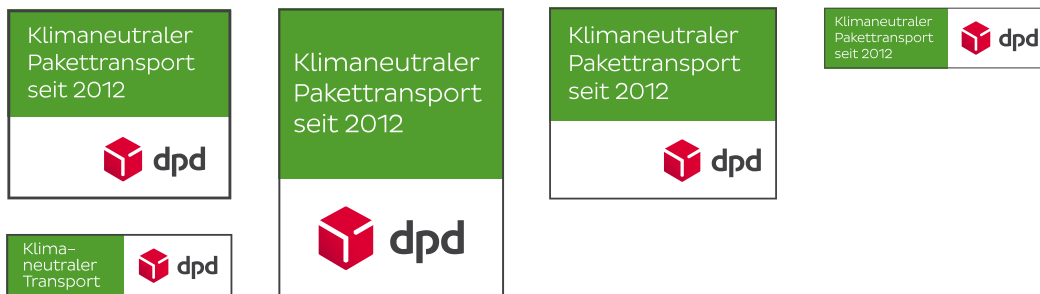 Klimaneutraler
Pakettransport
seit 2012
dpd
Klimaneutraler
Pakettransport
seit 2012
dpd
Klimaneutraler
Pakettransport
seit 2012
dpd
Klimaneutraler
Pakettransport
seit 2012
dpd
Klima-
neutraler
Transport
dpd